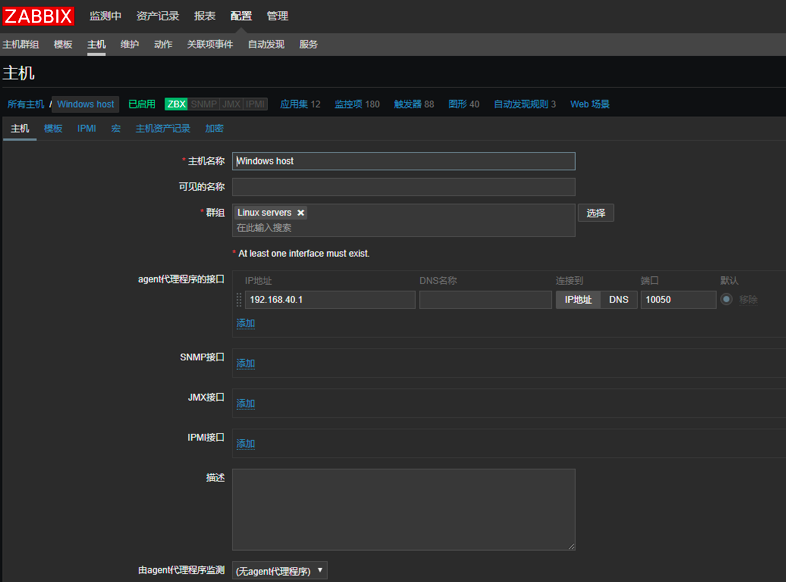 ZABBIX 监测中 资产记录 报表 配置 管理
主机群组 模板 主机 维护 动作 关联项事件 自动发现 服务
主机
所有主机 / Windows host 已启用 ZBX SNMP JMX IPMI 应用集 12 监控项 180 触发器 88 图形 40 自动发现规则 3 Web 场景
主机 模板 IPMI 宏 主机资产记录 加密
* 主机名称 Windows host
可见的名称
* 群组 Linux servers × 选择
在此输入搜索
* At least one interface must exist.
agent代理程序的接口 IP地址 DNS名称 连接到 端口 默认
192.168.40.1 IP地址 DNS 10050 移除
添加
SNMP接口 添加
JMX接口 添加
IPMI接口 添加
描述
由agent代理程序监测 (无agent代理程序)